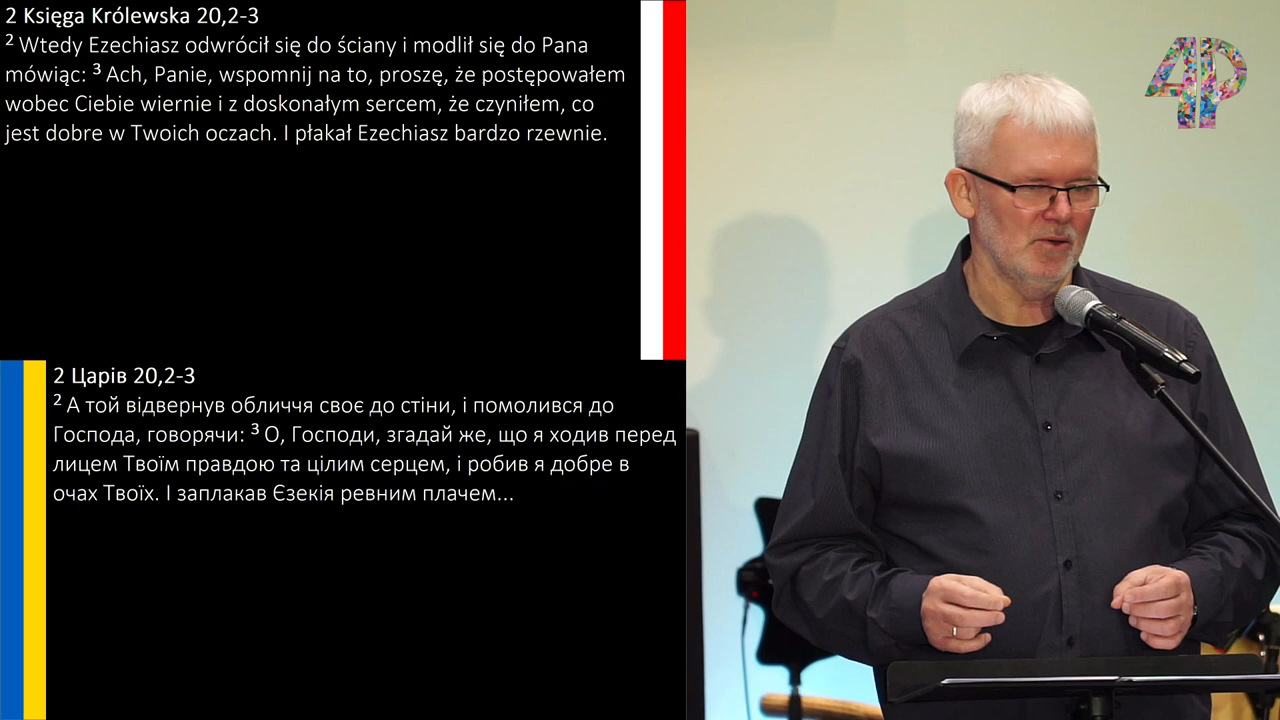 2 Księga Królewska 20,2-3
² Wtedy Ezechiasz odwrócił się do ściany i modlił się do Pana
mówiąc: ³ Ach, Panie, wspomnij na to, proszę, że postępowałem
wobec Ciebie wiernie i z doskonałym sercem, że czyniłem, co
jest dobre w Twoich oczach. I płakał Ezechiasz bardzo rzewnie.
2 Царів 20,2-3
² А той відвернув обличчя своє до стіни, і помолився до
Господа, говорячи: ³ О, Господи, згадай же, що я ходив перед
лицем Твоїм правдою та цілим серцем, і робив я добре в
очах Твоїх. І заплакав Єзекія ревним плачем...
4P